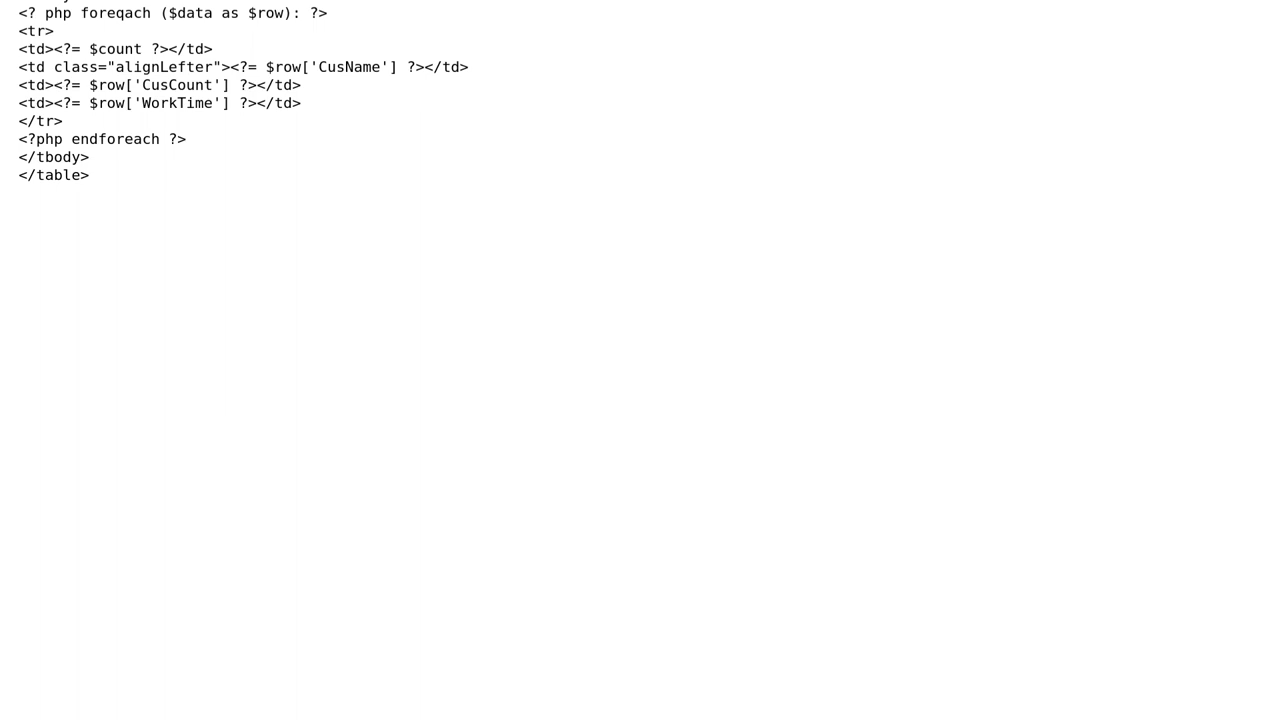 <? php foreqach ($data as $row): ?>
<tr>
<td><?= $count ?></td>
<td class="alignLefter"><?= $row['CusName'] ?></td>
<td><?= $row['CusCount'] ?></td>
<td><?= $row['WorkTime'] ?></td>
</tr>
<?php endforeach ?>
</tbody>
</table>